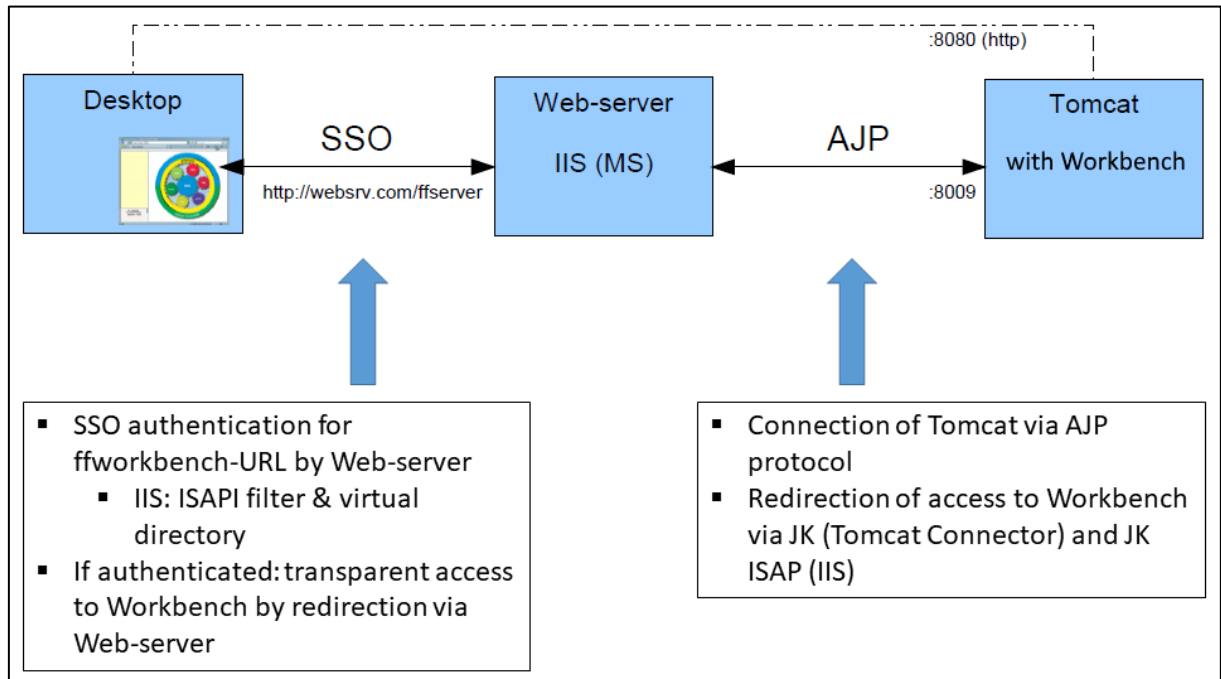 :8080 (http)
Desktop
Web-server
IIS (MS)
Tomcat
with Workbench
SSO
http://websrv.com/ffserver
AJP
:8009
▪ SSO authentication for
ffworkbench-URL by Web-server
▪ IIS: ISAPI filter & virtual
directory
▪ If authenticated: transparent access
to Workbench by redirection via
Web-server
▪ Connection of Tomcat via AJP
protocol
▪ Redirection of access to Workbench
via JK (Tomcat Connector) and JK
ISAP (IIS)